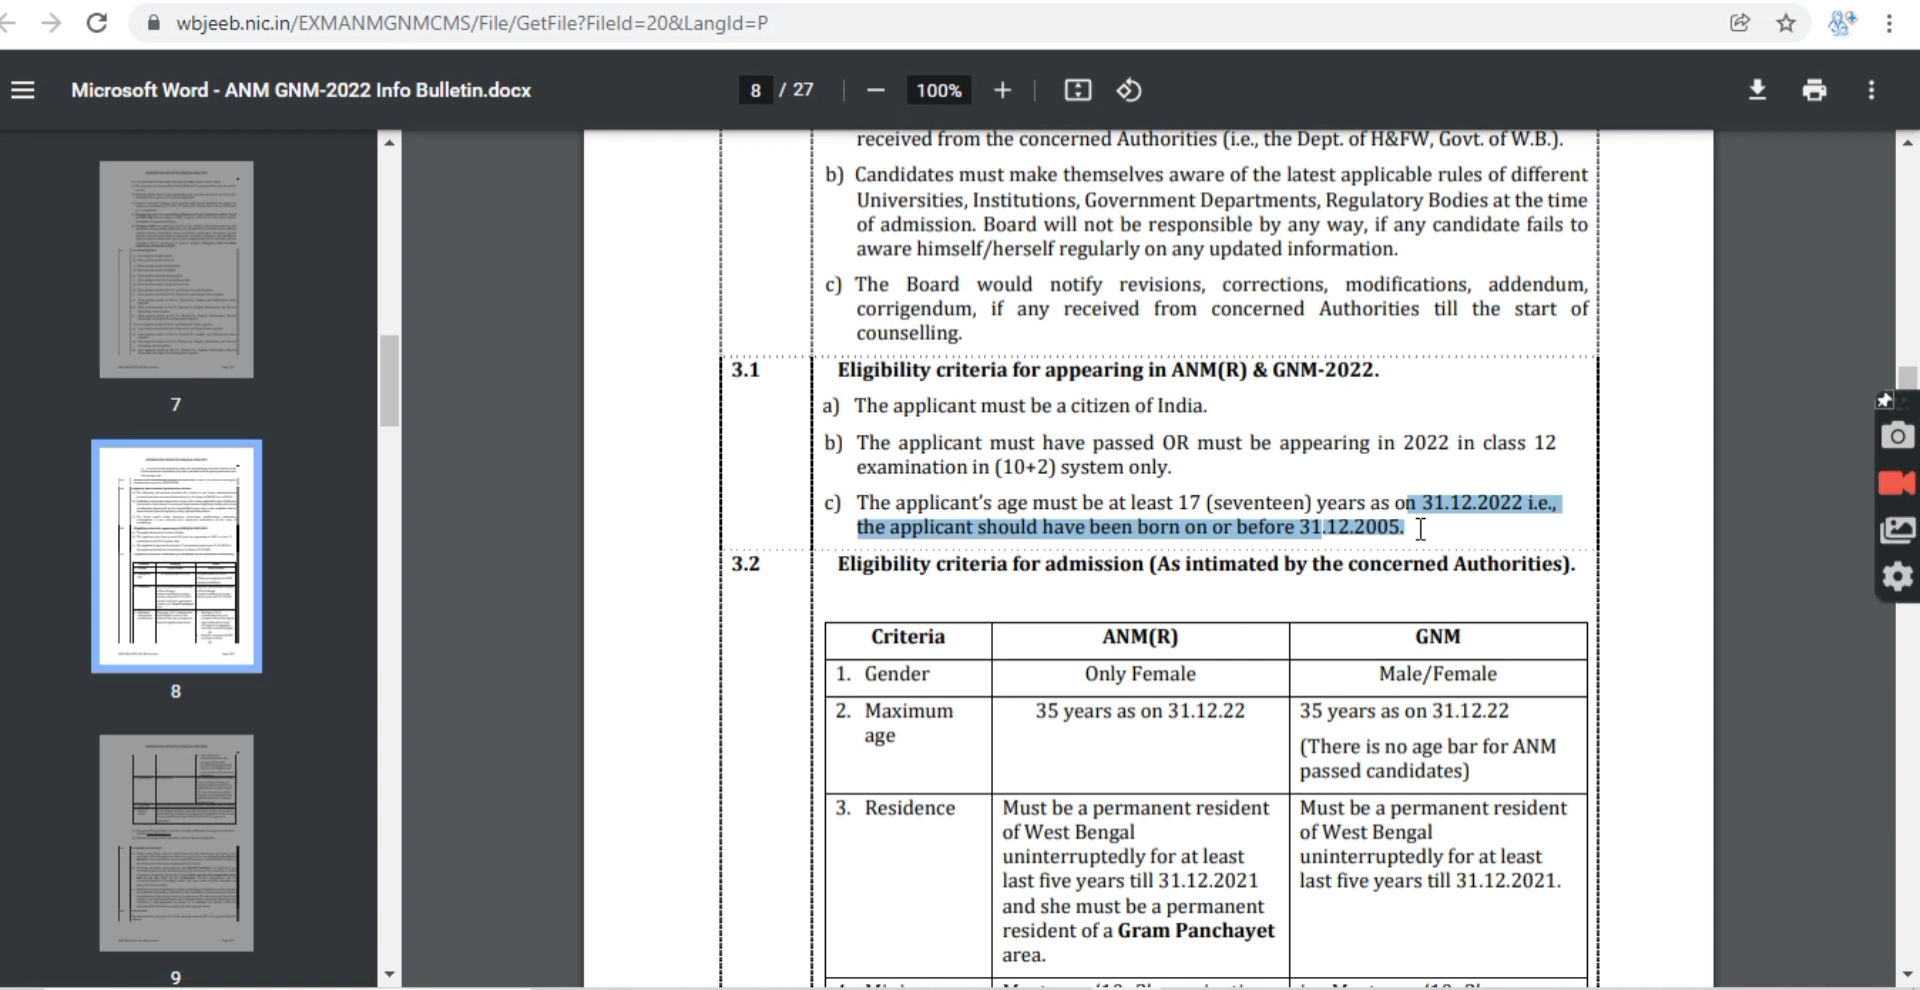 wbjeeb.nic.in/EXMANMGNMCMS/File/GetFile?FileId=20&LangId=P
Microsoft Word - ANM GNM-2022 Info Bulletin.docx
8 / 27
100%
7
8
9
received from the concerned Authorities (i.e., the Dept. of H&FW, Govt. of W.B.).
b) Candidates must make themselves aware of the latest applicable rules of different
Universities, Institutions, Government Departments, Regulatory Bodies at the time
of admission. Board will not be responsible by any way, if any candidate fails to
aware himself/herself regularly on any updated information.
c) The Board would notify revisions, corrections, modifications, addendum,
corrigendum, if any received from concerned Authorities till the start of
counselling.
3.1 Eligibility criteria for appearing in ANM(R) & GNM-2022.
a) The applicant must be a citizen of India.
b) The applicant must have passed OR must be appearing in 2022 in class 12
examination in (10+2) system only.
c) The applicant's age must be at least 17 (seventeen) years as on 31.12.2022 i.e.,
the applicant should have been born on or before 31.12.2005.
3.2 Eligibility criteria for admission (As intimated by the concerned Authorities).
Criteria ANM(R) GNM
1. Gender Only Female Male/Female
2. Maximum
age
35 years as on 31.12.22
35 years as on 31.12.22
(There is no age bar for ANM
passed candidates)
3. Residence
Must be a permanent resident
of West Bengal
uninterruptedly for at least
last five years till 31.12.2021
and she must be a permanent
resident of a Gram Panchayet
area.
Must be a permanent resident
of West Bengal
uninterruptedly for at least
last five years till 31.12.2021.